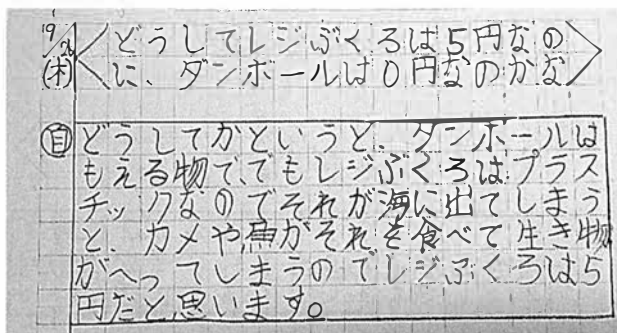 9/26(木)
どうしてレジぶくろは5円なの
に、ダンボールは0円なのかな
自
どうしてかというと、ダンボールは
もえる物で、でもレジぶくろはプラス
チックなのでそれが海に出てしまう
と、カメや魚がそれを食べて生き物
がへってしまうのでレジぶくろは5
円だと思います。